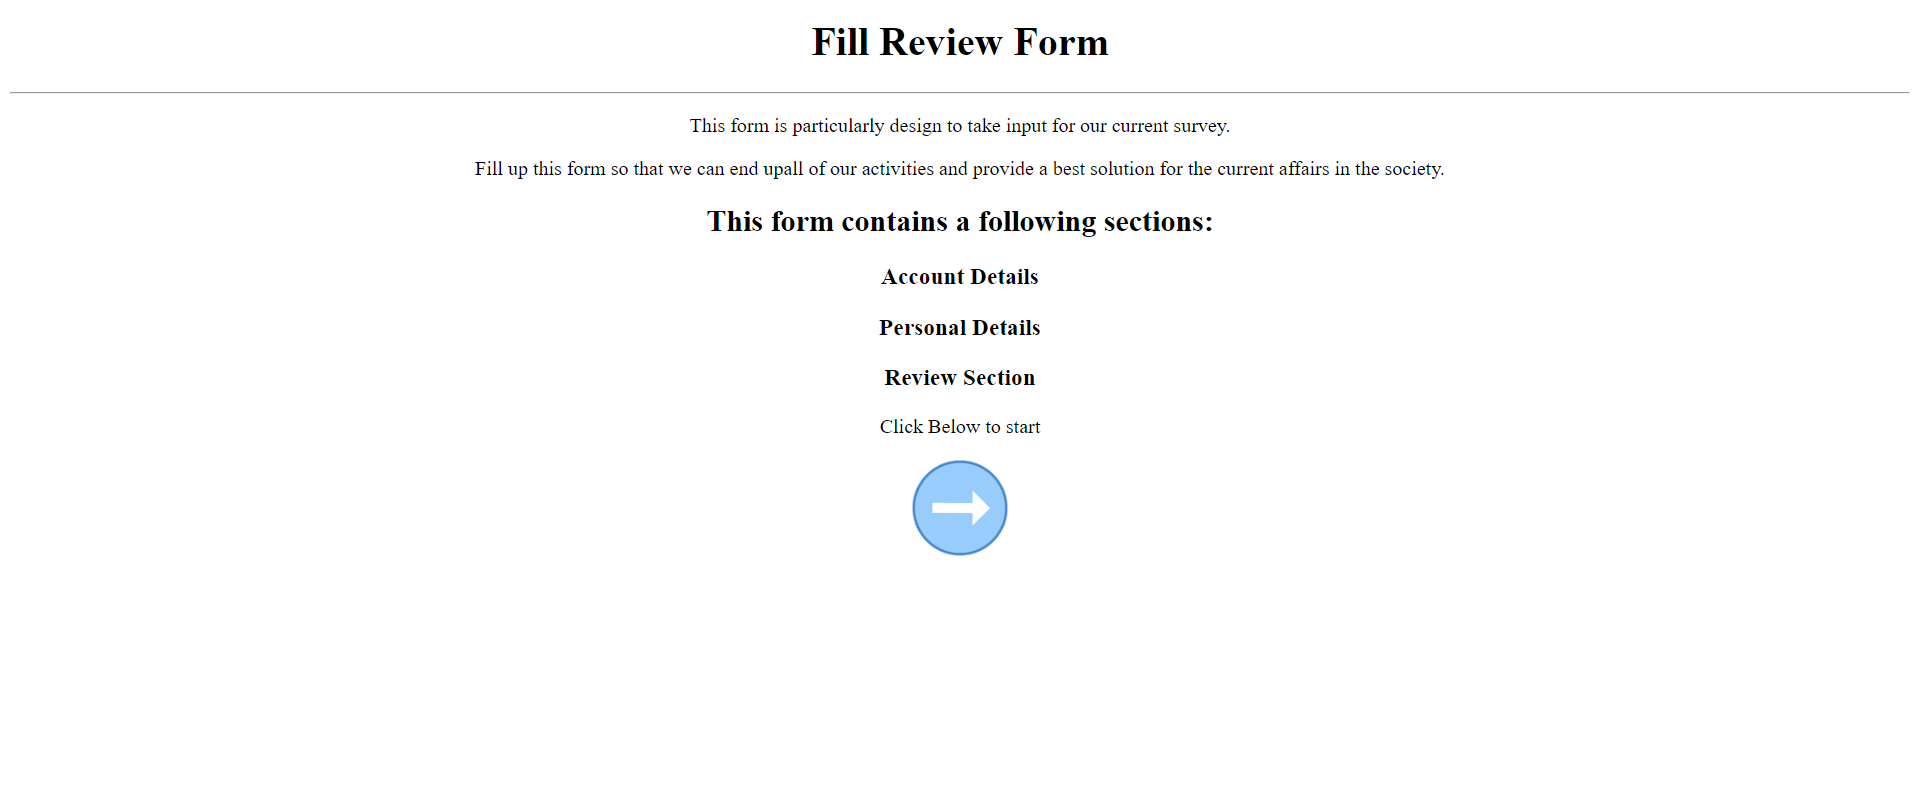 Fill Review Form
This form is particularly design to take input for our current survey.
Fill up this form so that we can end upall of our activities and provide a best solution for the current affairs in the society.
This form contains a following sections:
Account Details
Personal Details
Review Section
Click Below to start